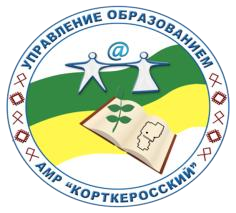 УПРАВЛЕНИЕ ОБРАЗОВАНИЕМ
@
АМР "КОРТКЕРОССКИЙ"